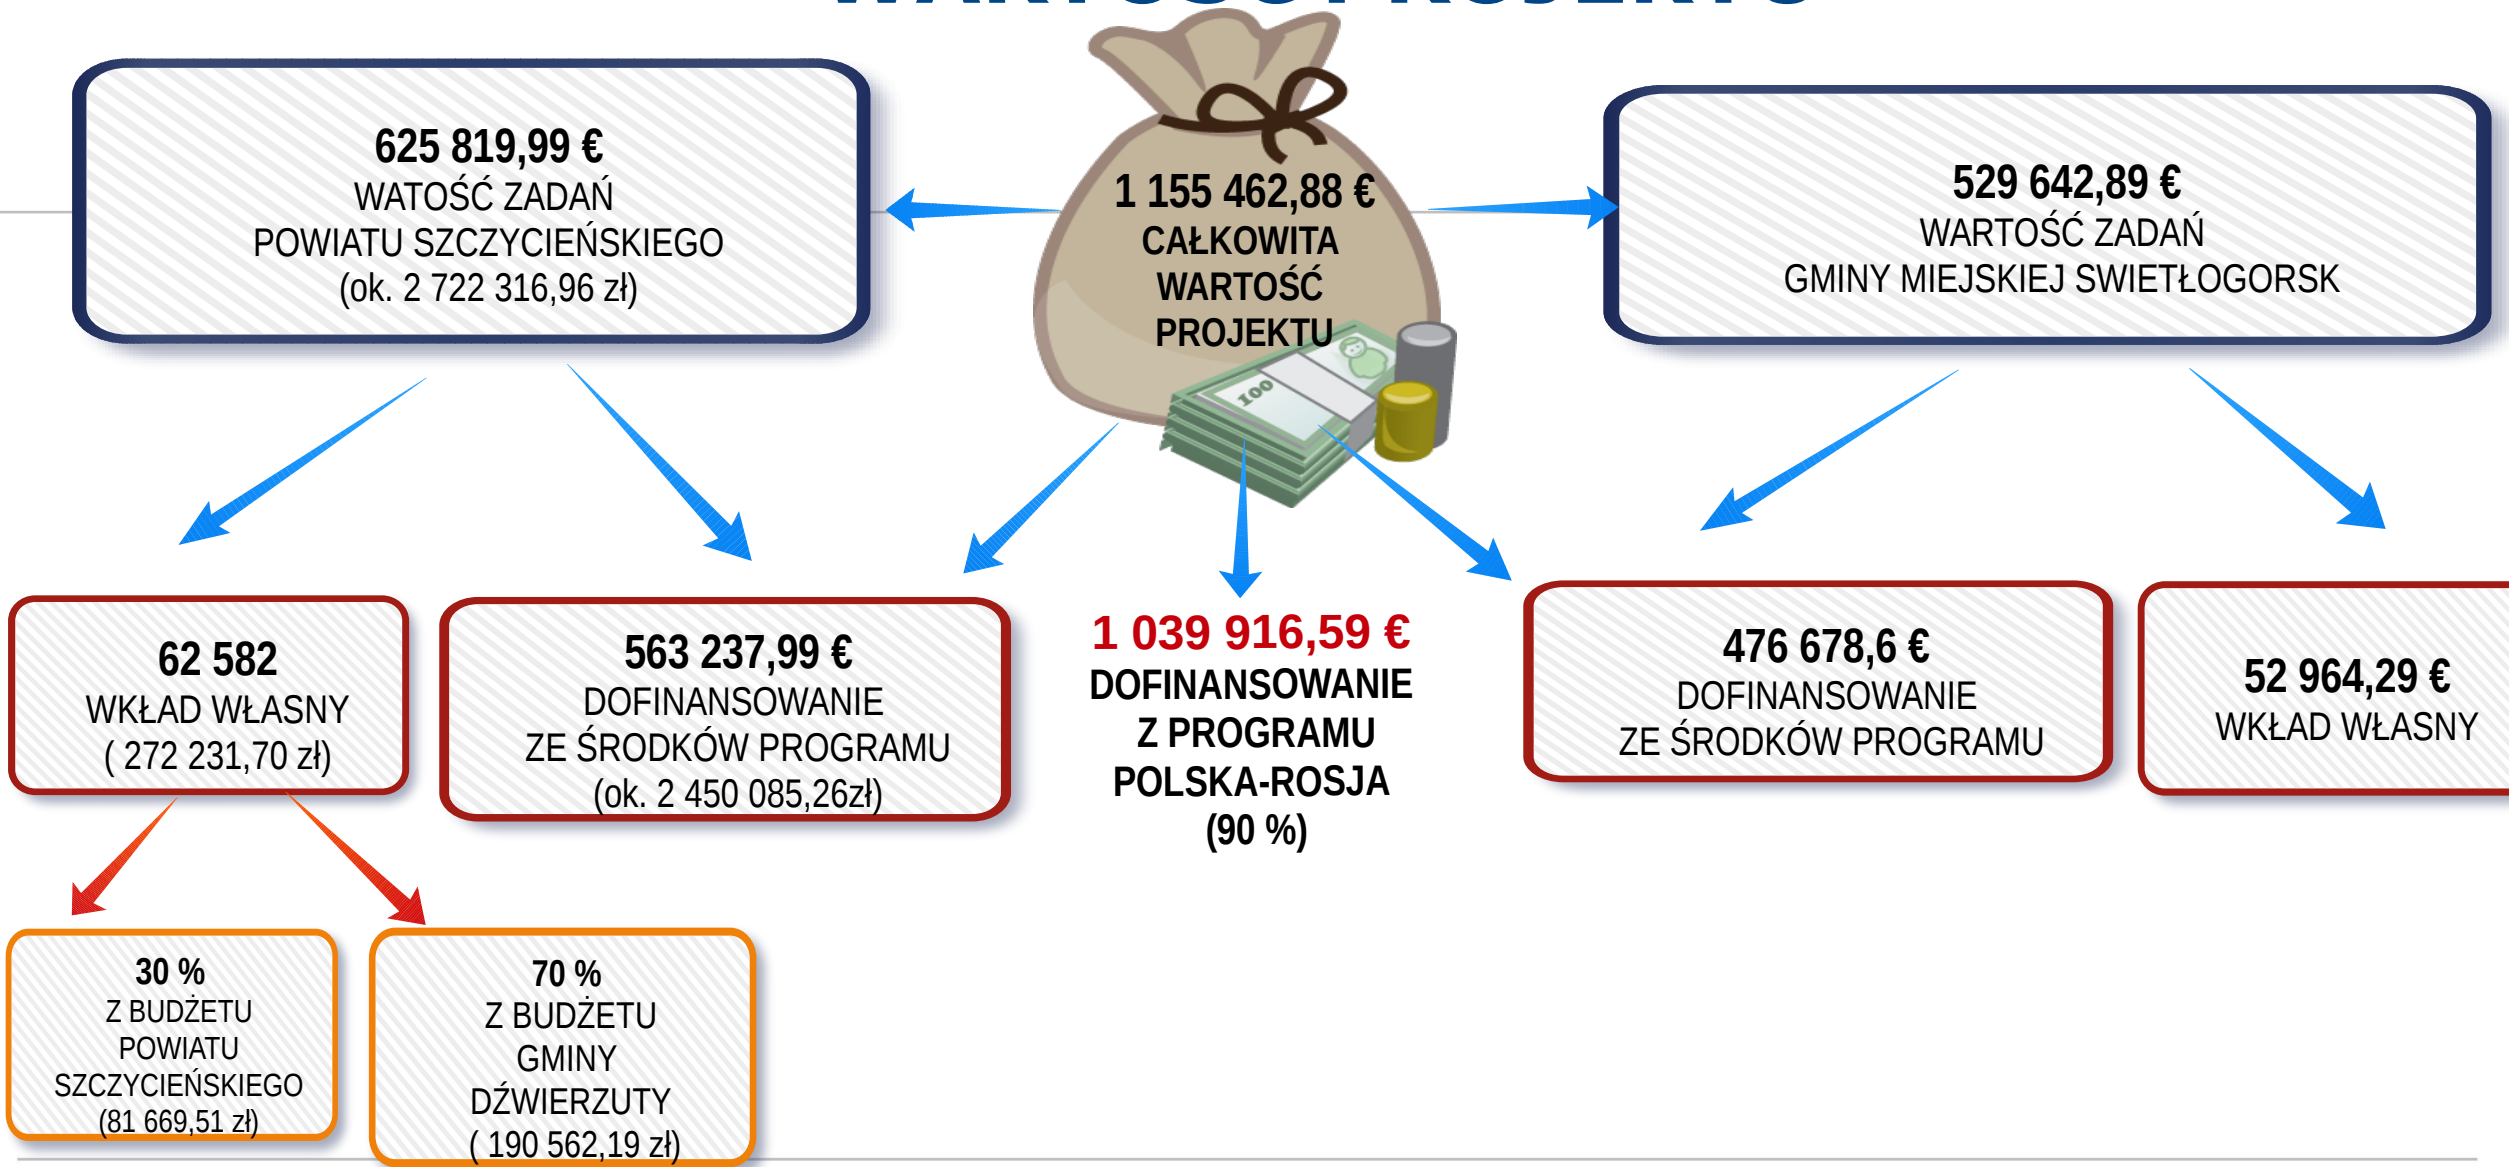 625 819,99 €
WATOŚĆ ZADAŃ
POWIATU SZCZYCIEŃSKIEGO
(ok. 2 722 316,96 zł)
1 155 462,88 €
CAŁKOWITA
WARTOŚĆ
PROJEKTU
529 642,89 €
WARTOŚĆ ZADAŃ
GMINY MIEJSKIEJ SWIETŁOGORSK
100
62 582
WKŁAD WŁASNY
( 272 231,70 zł)
563 237,99 €
DOFINANSOWANIE
ZE ŚRODKÓW PROGRAMU
(ok. 2 450 085,26zł)
1 039 916,59 €
DOFINANSOWANIE
Z PROGRAMU
POLSKA-ROSJA
(90 %)
476 678,6 €
DOFINANSOWANIE
ZE ŚRODKÓW PROGRAMU
52 964,29 €
WKŁAD WŁASNY
30 %
Z BUDŻETU
POWIATU
SZCZYCIEŃSKIEGO
(81 669,51 zł)
70 %
Z BUDŻETU
GMINY
DŹWIERZUTY
( 190 562,19 zł)